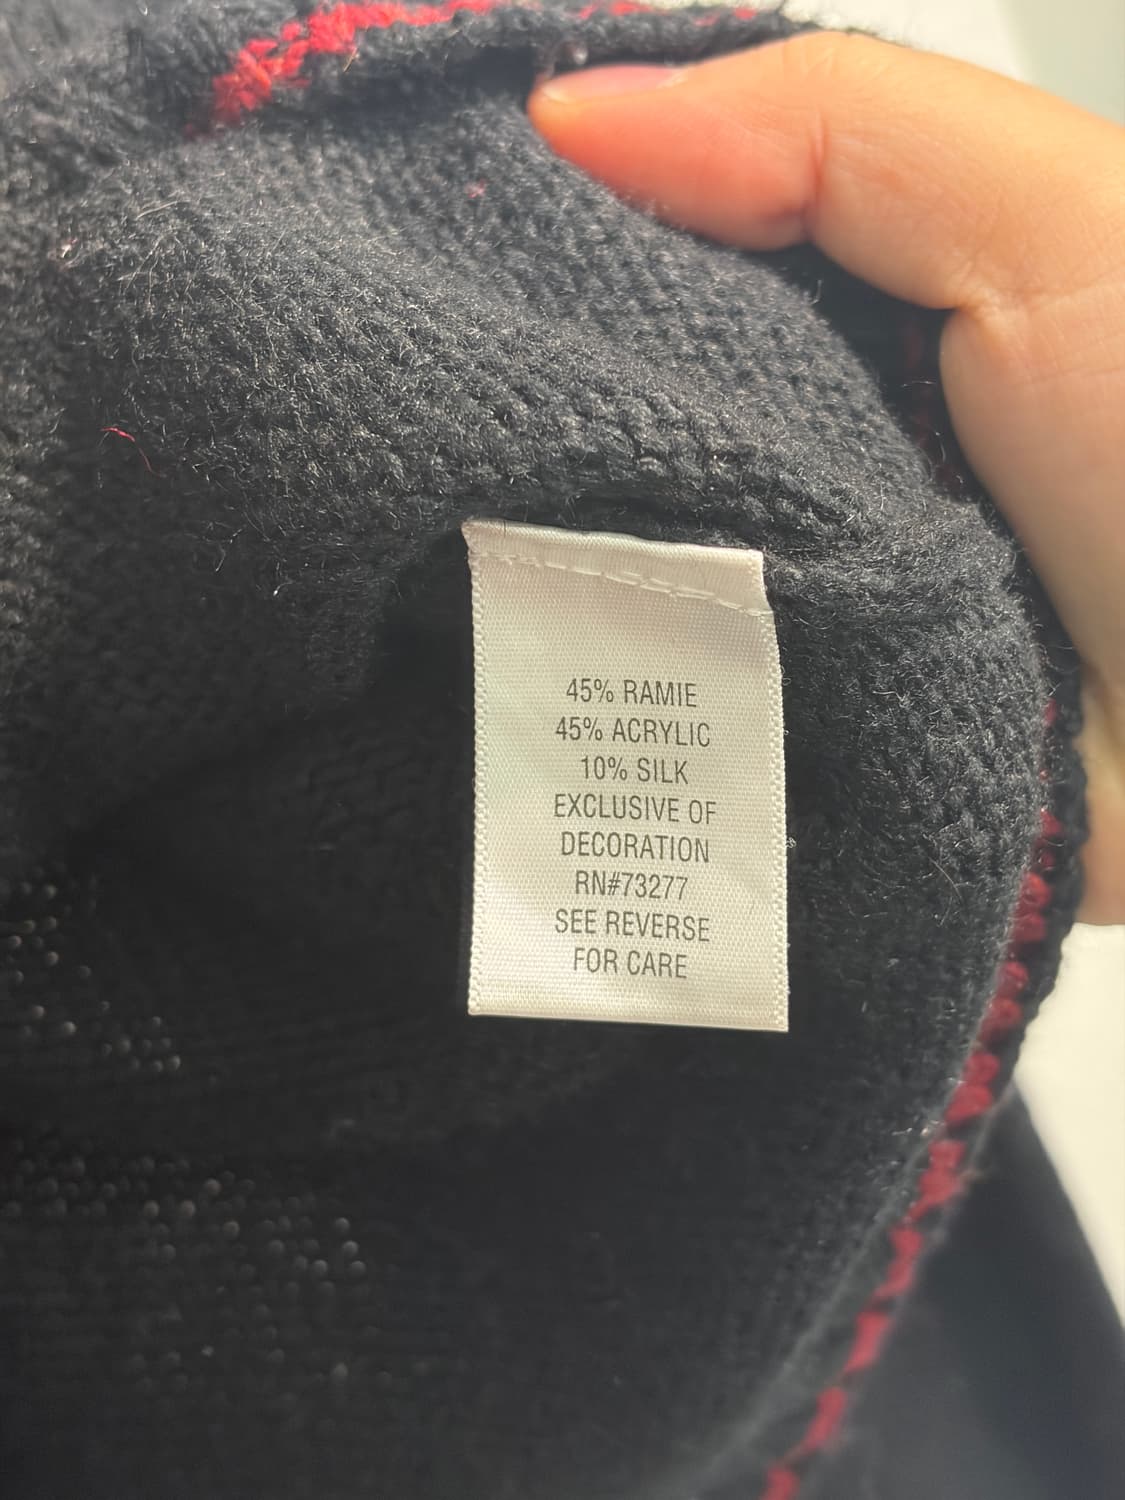 45% RAMIE
45% ACRYLIC
10% SILK
EXCLUSIVE OF
DECORATION
RN#73277
SEE REVERSE
FOR CARE